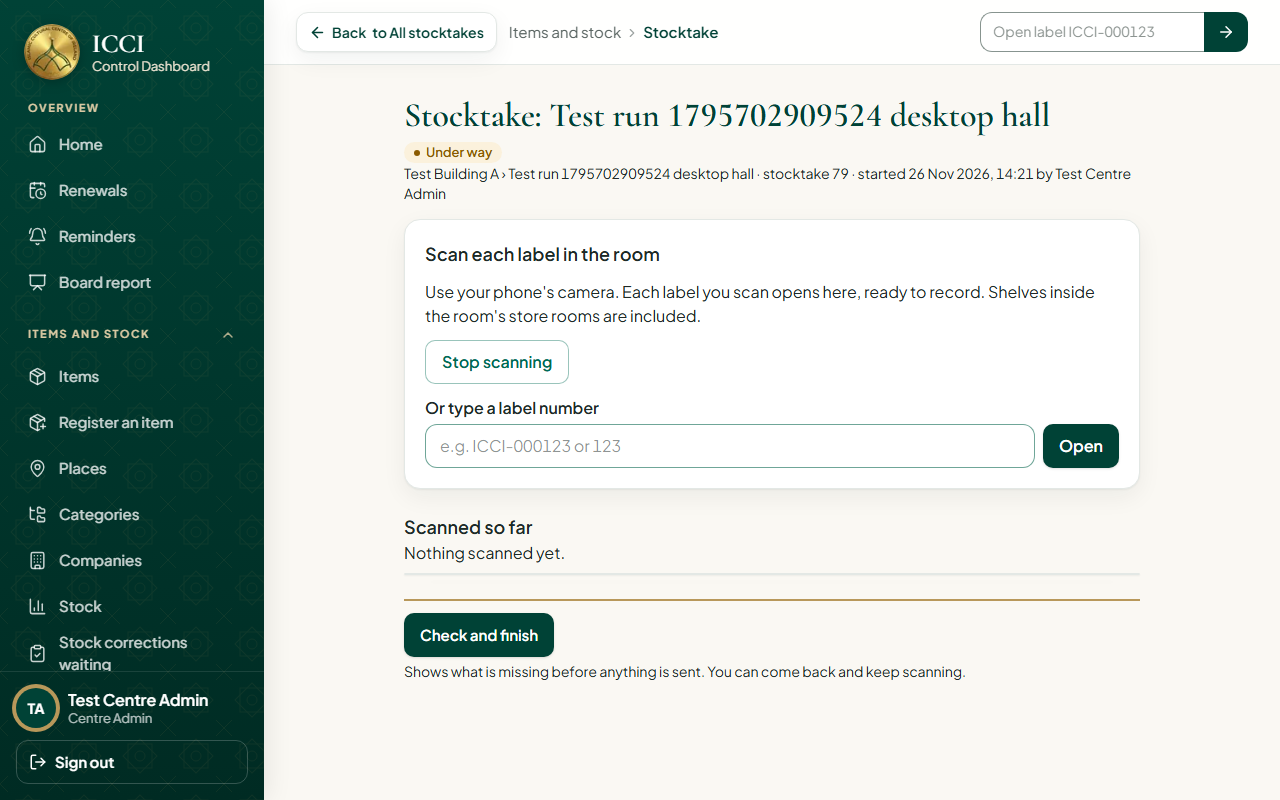 ICCI
Control Dashboard
OVERVIEW
Home
Renewals
Reminders
Board report
ITEMS AND STOCK
Items
Register an item
Places
Categories
Companies
Stock
Stock corrections
waiting
TA
Test Centre Admin
Centre Admin
Sign out
Back to All stocktakes
Items and stock › Stocktake
Open label ICCI-000123
Stocktake: Test run 1795702909524 desktop hall
Under way
Test Building A › Test run 1795702909524 desktop hall · stocktake 79 · started 26 Nov 2026, 14:21 by Test Centre
Admin
Scan each label in the room
Use your phone's camera. Each label you scan opens here, ready to record. Shelves inside
the room's store rooms are included.
Stop scanning
Or type a label number
e.g. ICCI-000123 or 123
Open
Scanned so far
Nothing scanned yet.
Check and finish
Shows what is missing before anything is sent. You can come back and keep scanning.